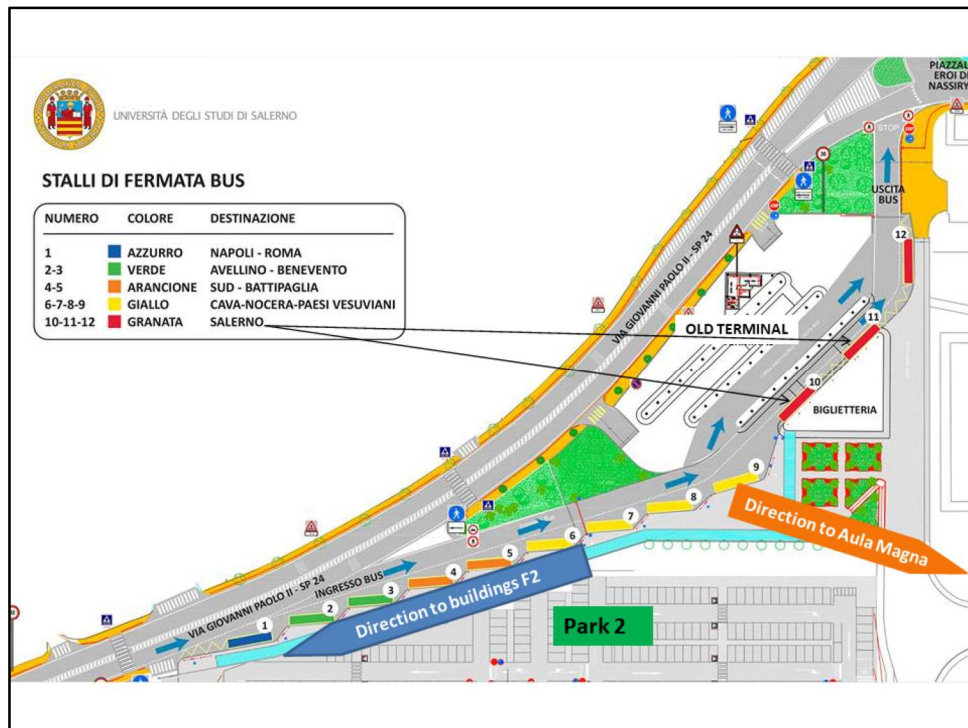 UNIVERSITÀ DEGLI STUDI DI SALERNO
STALLI DI FERMATA BUS
NUMERO COLORE DESTINAZIONE
1 AZZURRO NAPOLI - ROMA
2-3 VERDE AVELLINO - BENEVENTO
4-5 ARANCIONE SUD - BATTIPAGLIA
6-7-8-9 GIALLO CAVA-NOCERA-PAESI VESUVIANI
10-11-12 GRANATA SALERNO
PIAZZAL
EROI DI
NASSIRY
STOP
USCITA
BUS
12
VIA GIOVANNI PAOLO II - SP 24
OLD TERMINAL
11
10
BIGLIETTERIA
9
8
7
6
5
4
3
2
1
Direction to Aula Magna
INGRESSO BUS
VIA GIOVANNI PAOLO II - SP 24
Direction to buildings F2
Park 2